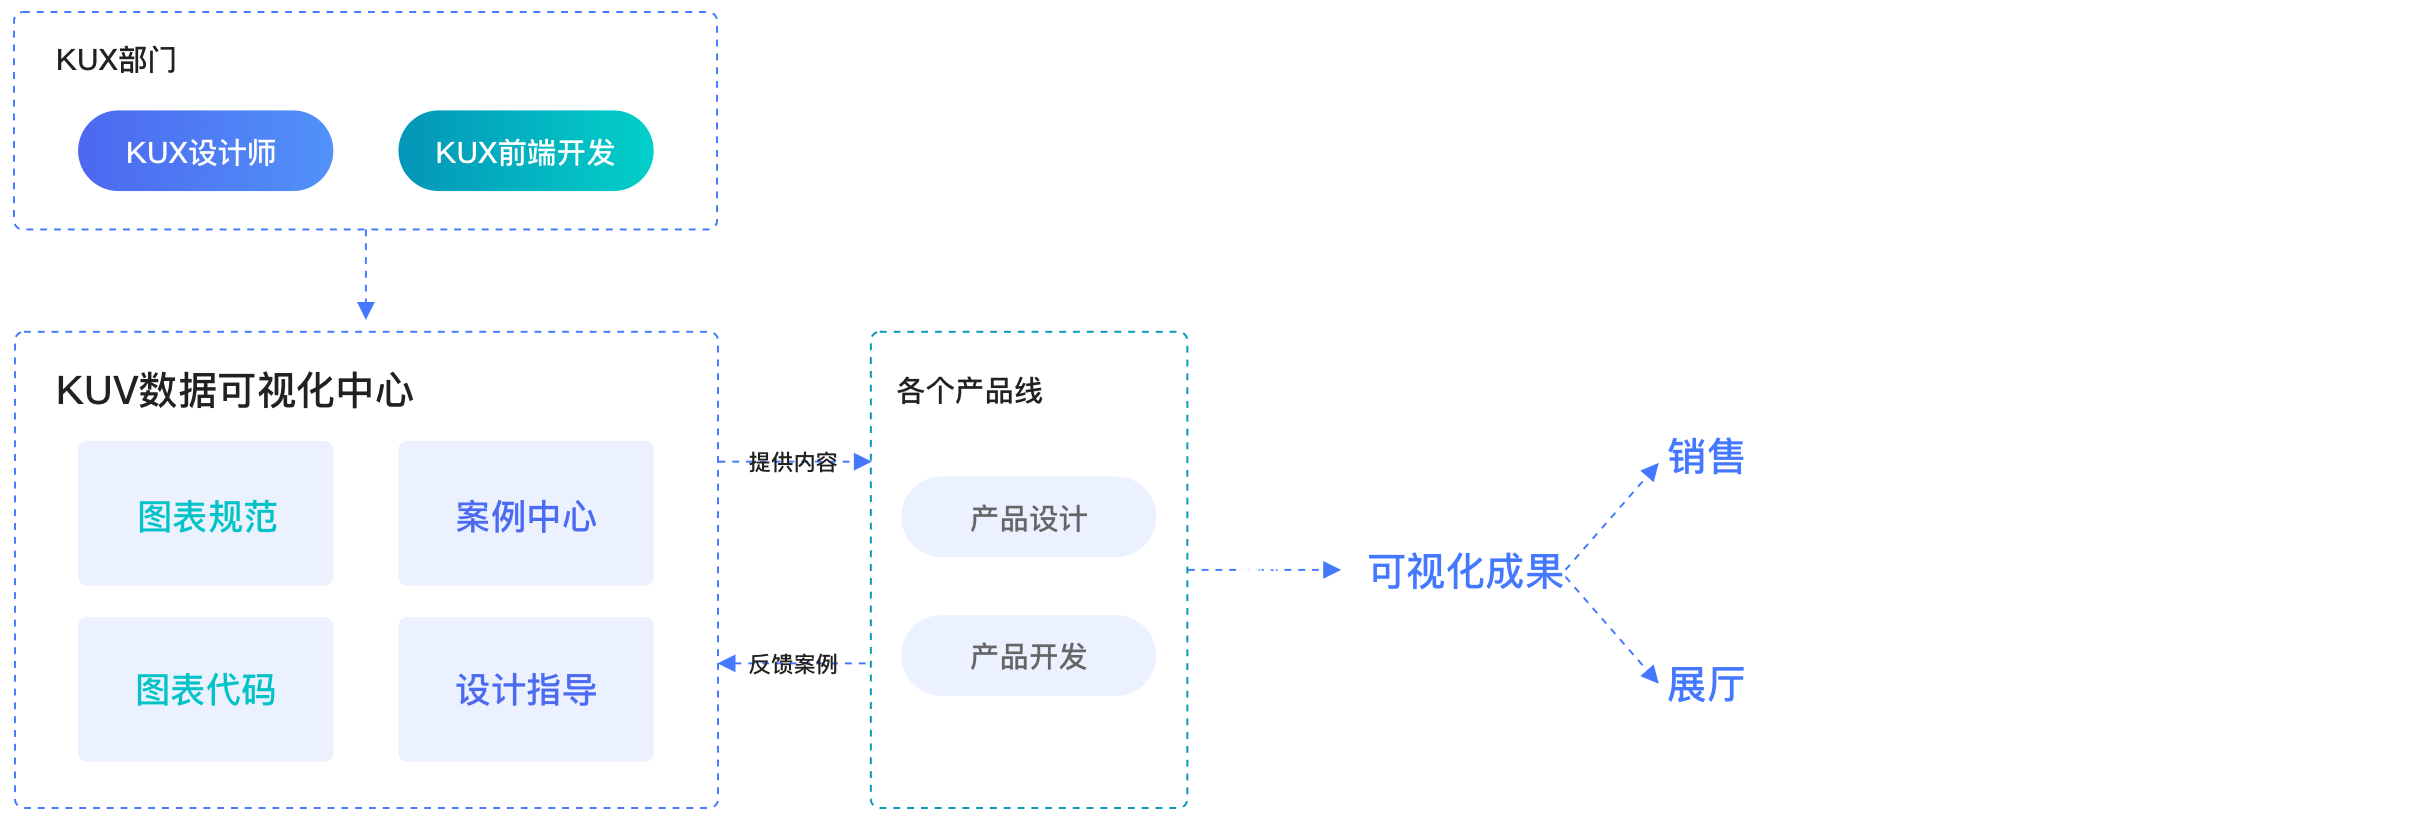 KUX部门
KUX设计师
KUX前端开发
KUV数据可视化中心
图表规范
案例中心
图表代码
设计指导
提供内容
反馈案例
各个产品线
产品设计
产品开发
可视化成果
销售
展厅